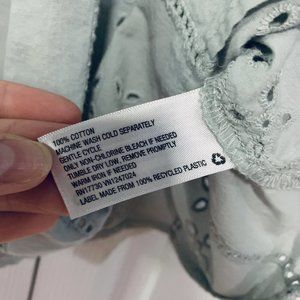 100% COTTON
MACHINE WASH COLD SEPARATELY
GENTLE CYCLE
ONLY NON-CHLORINE BLEACH IF NEEDED
TUMBLE DRY LOW, REMOVE PROMPTLY
WARM IRON IF NEEDED
RN17730 VN1247024
LABEL MADE FROM 100% RECYCLED PLASTIC